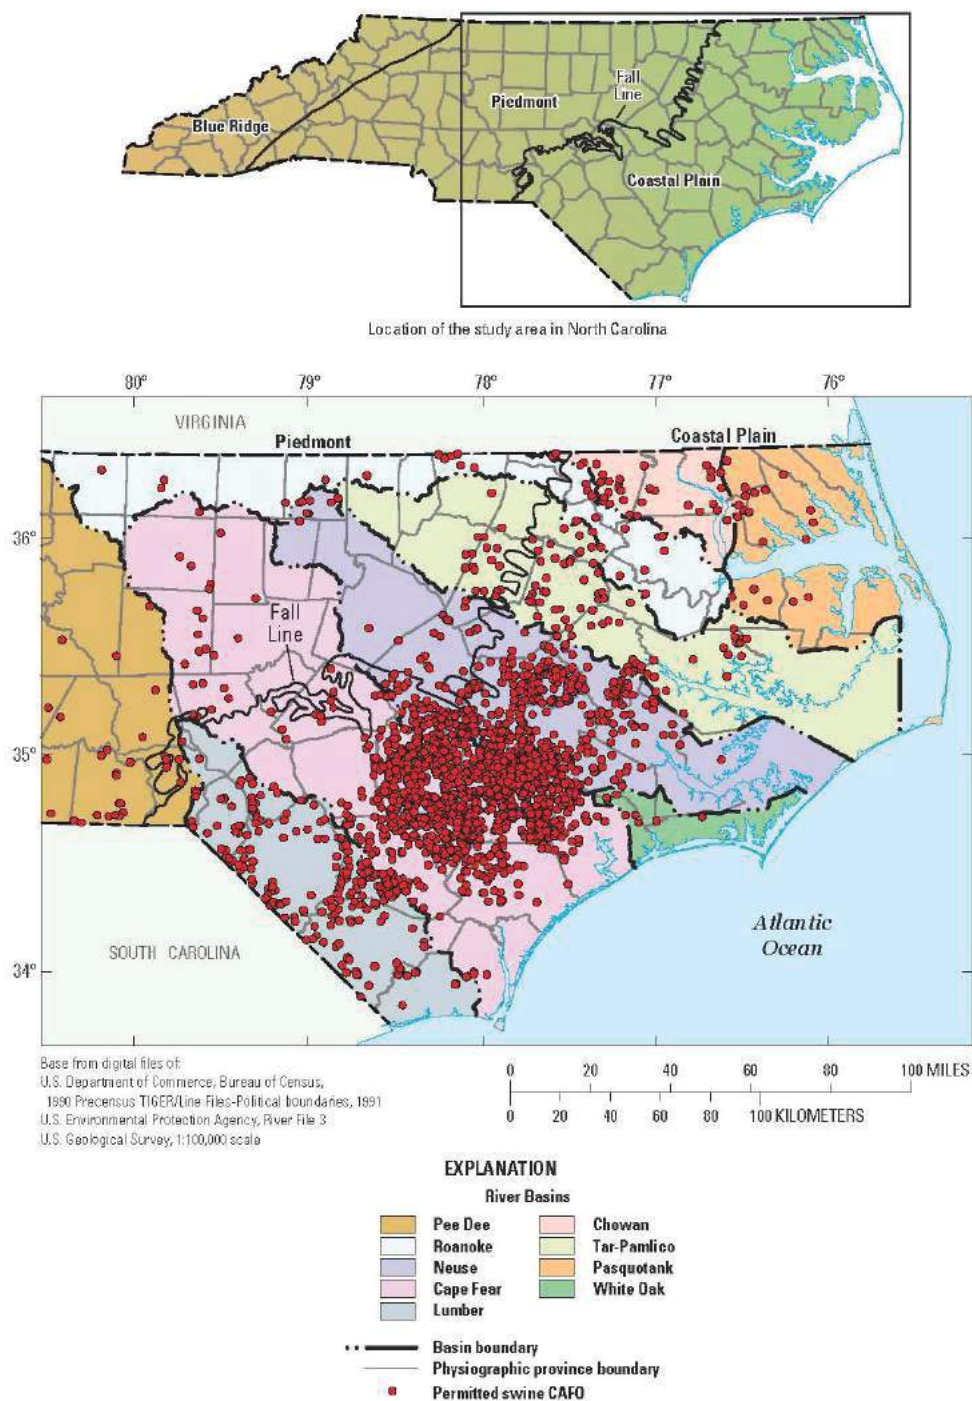 Fall
Line
Piedmont
Blue Ridge
Coastal Plain
Location of the study area in North Carolina
80° 79° 78° 77° 76°
VIRGINIA
Piedmont
Coastal Plain
36°
Fall
Line
35°
Atlantic
Ocean
SOUTH CAROLINA
34°
Base from digital files of:
U.S. Department of Commerce, Bureau of Census,
1990 Precensus TIGER/Line Files-Political boundaries, 1991
U.S. Environmental Protection Agency, River File 3
U.S. Geological Survey, 1:100,000 scale
0 20 40 60 80 100 MILES
0 20 40 60 80 100 KILOMETERS
EXPLANATION
River Basins
Pee Dee
Roanoke
Neuse
Cape Fear
Lumber
Chowan
Tar-Pamlico
Pasquotank
White Oak
Basin boundary
Physiographic province boundary
Permitted swine CAFO